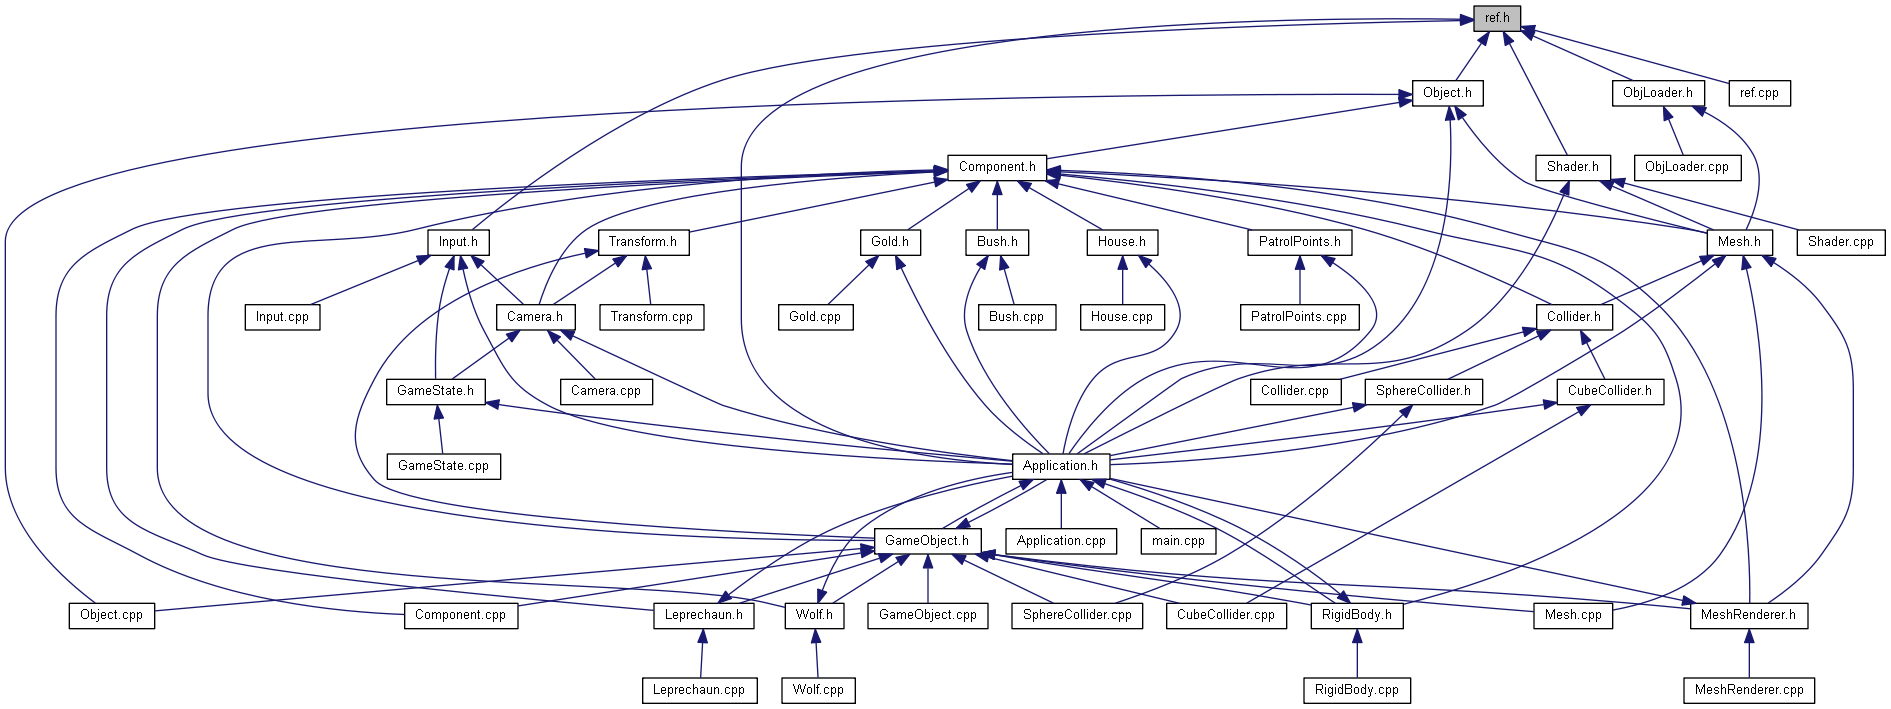 ref.h
Object.h
ObjLoader.h
ref.cpp
Component.h
Shader.h
ObjLoader.cpp
Input.h
Transform.h
Gold.h
Bush.h
House.h
PatrolPoints.h
Mesh.h
Shader.cpp
Input.cpp
Camera.h
Transform.cpp
Gold.cpp
Bush.cpp
House.cpp
PatrolPoints.cpp
Collider.h
GameState.h
Camera.cpp
Collider.cpp
SphereCollider.h
CubeCollider.h
GameState.cpp
Application.h
GameObject.h
Application.cpp
main.cpp
Object.cpp
Component.cpp
Leprechaun.h
Wolf.h
GameObject.cpp
SphereCollider.cpp
CubeCollider.cpp
RigidBody.h
Mesh.cpp
MeshRenderer.h
Leprechaun.cpp
Wolf.cpp
RigidBody.cpp
MeshRenderer.cpp